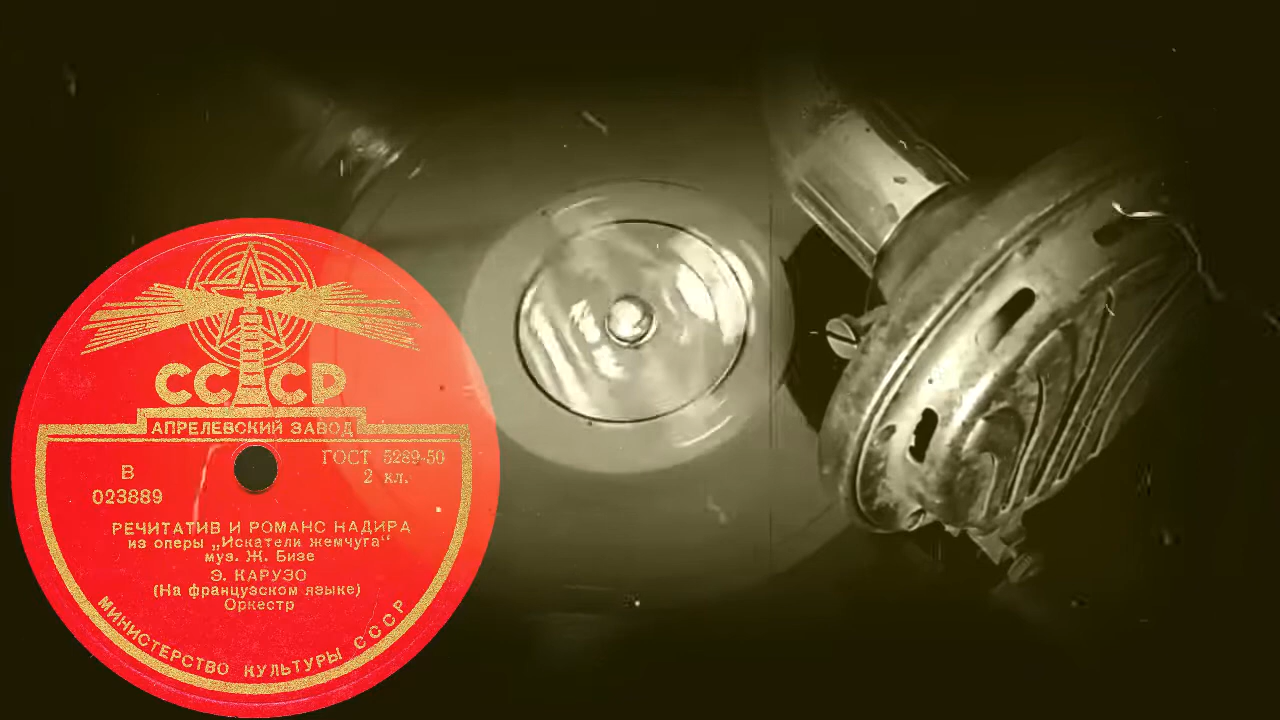 СССР
АПРЕЛЕВСКИЙ ЗАВОД
ГОСТ 5289-50
2 кл.
В
023889
РЕЧИТАТИВ И РОМАНС НАДИРА
из оперы „Искатели жемчуга“
муз. Ж. Бизе
Э. КАРУЗО
(На французском языке)
Оркестр
МИНИСТЕРСТВО КУЛЬТУРЫ СССР